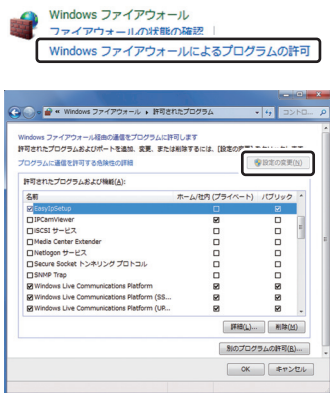 Windows ファイアウォール
ファイアウォールの状態の確認
Windows ファイアウォールによるプログラムの許可
« Windows ファイアウォール ▸ 許可されたプログラム
コントロ...
Windows ファイアウォール経由の通信をプログラムに許可します
許可されたプログラムおよびポートを追加、変更、または削除するには、[設定の変更]
プログラムに通信を許可する危険性の詳細
設定の変更(N)
許可されたプログラムおよび機能(A):
名前 ホーム/社内 (プライベート) パブリック
EasyIpSetup
IPCamViewer
iSCSI サービス
Media Center Extender
Netlogon サービス
Secure Socket トンネリング プロトコル
SNMP Trap
Windows Live Communications Platform
Windows Live Communications Platform (SS...
Windows Live Communications Platform (UP...
詳細(L)... 削除(M)
別のプログラムの許可(R)...
OK キャンセル